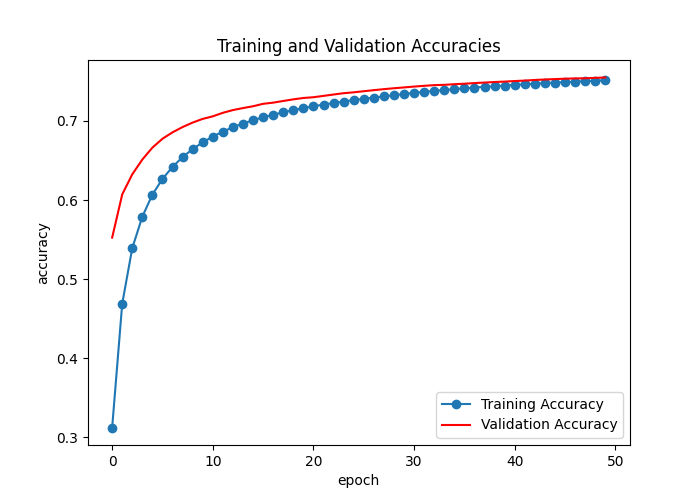 Training and Validation Accuracies
accuracy
0.7
0.6
0.5
0.4
0.3
Training Accuracy
Validation Accuracy
0 10 20 30 40 50
epoch